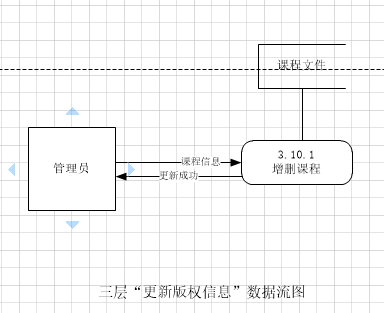 课程文件
课程信息
3.10.1
管理员
增删课程
更新成功
三层“更新版权信息”数据流图